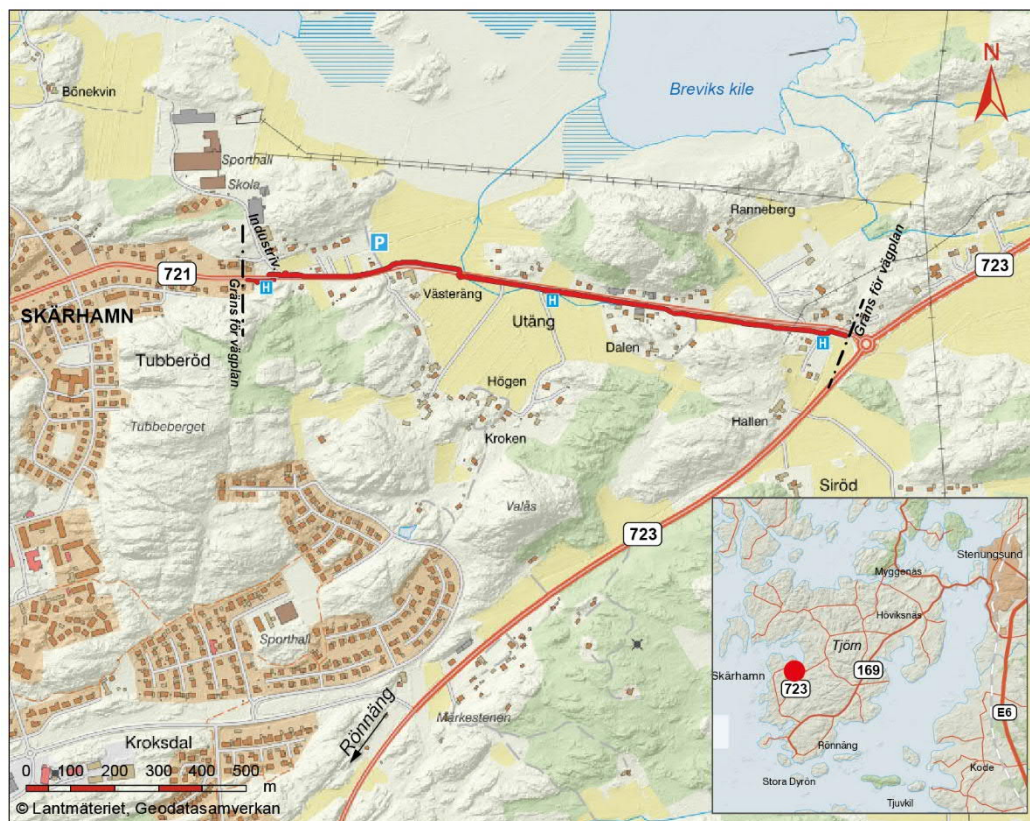 N
Breviks kile
Bönekvin
Sporthall
Skola
Ranneberg
Industriv.
P
723
721
Gräns för vägplan
H
Västeräng
H
Gräns för vägplan
SKÄRHAMN
Utäng
H
Tubberöd
Dalen
Högen
Tubbeberget
Hallen
Kroken
Siröd
Valås
723
Stenungsund
Myggenäs
Höviksnäs
Sporthall
Tjörn
Skärhamn
169
723
Rönnäng
Märkestenen
E6
Kroksdal
Rönnäng
Kode
0 100 200 300 400 500
m
Stora Dyrön
Tjuvkil
© Lantmäteriet, Geodatasamverkan